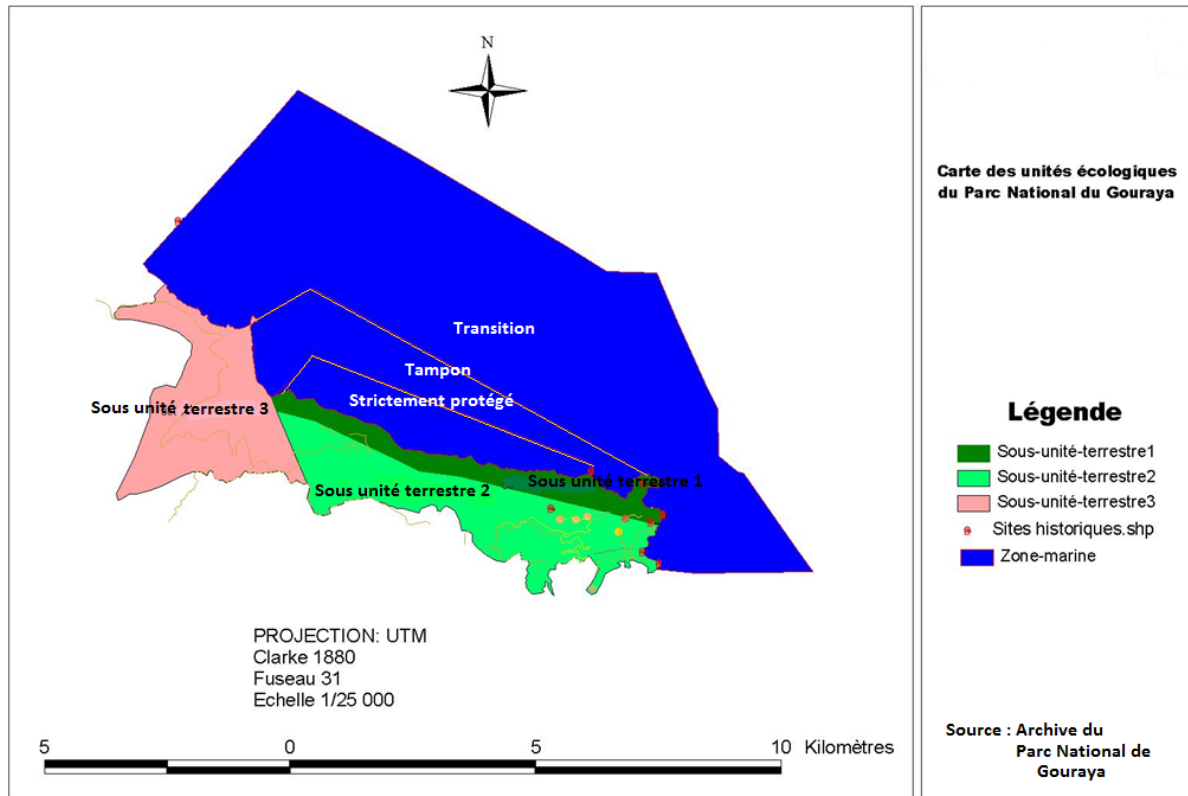 N
Carte des unités écologiques
du Parc National du Gouraya
Transition
Tampon
Strictement protégé
Sous unité terrestre 3
Sous unité terrestre 2
Sous unité terrestre 1
Légende
Sous-unité-terrestre1
Sous-unité-terrestre2
Sous-unité-terrestre3
Sites historiques.shp
Zone-marine
PROJECTION: UTM
Clarke 1880
Fuseau 31
Echelle 1/25 000
5 0 5 10 Kilomètres
Source : Archive du
Parc National de
Gouraya